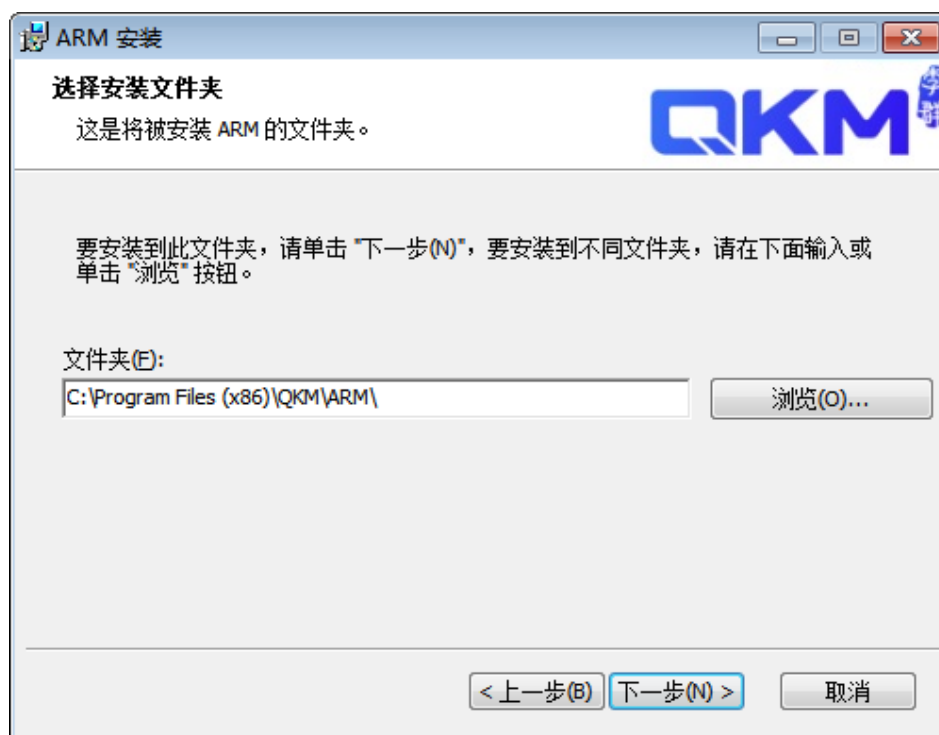 ARM 安装
选择安装文件夹
这是将被安装 ARM 的文件夹。
QKM
李群
要安装到此文件夹，请单击 "下一步(N)"，要安装到不同文件夹，请在下面输入或
单击 "浏览" 按钮。
文件夹(F):
C:\Program Files (x86)\QKM\ARM\
浏览(O)...
< 上一步(B)
下一步(N) >
取消